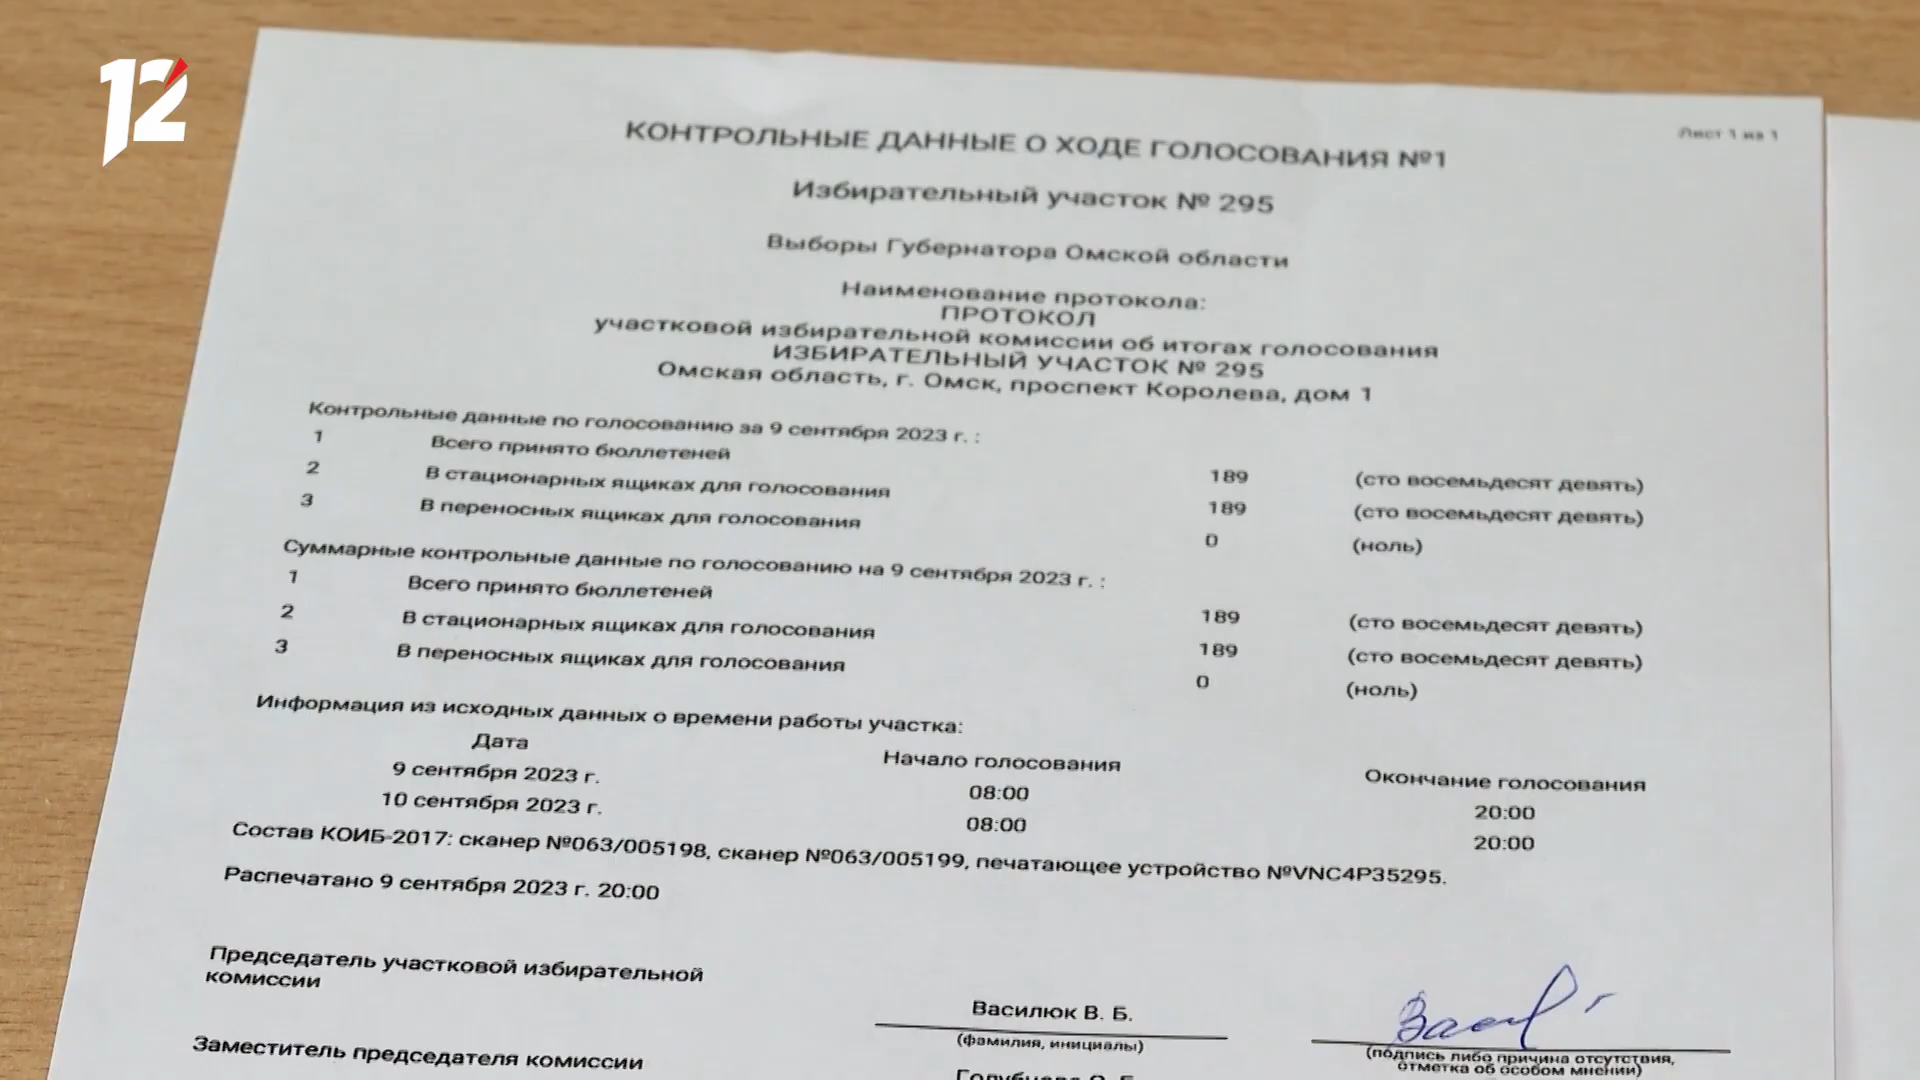 12
Лист 1 из 1
КОНТРОЛЬНЫЕ ДАННЫЕ О ХОДЕ ГОЛОСОВАНИЯ №1
Избирательный участок № 295
Выборы Губернатора Омской области
Наименование протокола:
ПРОТОКОЛ
участковой избирательной комиссии об итогах голосования
ИЗБИРАТЕЛЬНЫЙ УЧАСТОК № 295
Омская область, г. Омск, проспект Королева, дом 1
Контрольные данные по голосованию за 9 сентября 2023 г. :
1 Всего принято бюллетеней 189 (сто восемьдесят девять)
2 В стационарных ящиках для голосования 189 (сто восемьдесят девять)
3 В переносных ящиках для голосования 0 (ноль)
Суммарные контрольные данные по голосованию на 9 сентября 2023 г. :
1 Всего принято бюллетеней 189 (сто восемьдесят девять)
2 В стационарных ящиках для голосования 189 (сто восемьдесят девять)
3 В переносных ящиках для голосования 0 (ноль)
Информация из исходных данных о времени работы участка:
Дата Начало голосования Окончание голосования
9 сентября 2023 г. 08:00 20:00
10 сентября 2023 г. 08:00 20:00
Состав КОИБ-2017: сканер №063/005198, сканер №063/005199, печатающее устройство №VNC4P35295.
Распечатано 9 сентября 2023 г. 20:00
Председатель участковой избирательной
комиссии
Василюк В. Б.
(фамилия, инициалы)
(подпись либо причина отсутствия,
отметка об особом мнении)
Заместитель председателя комиссии